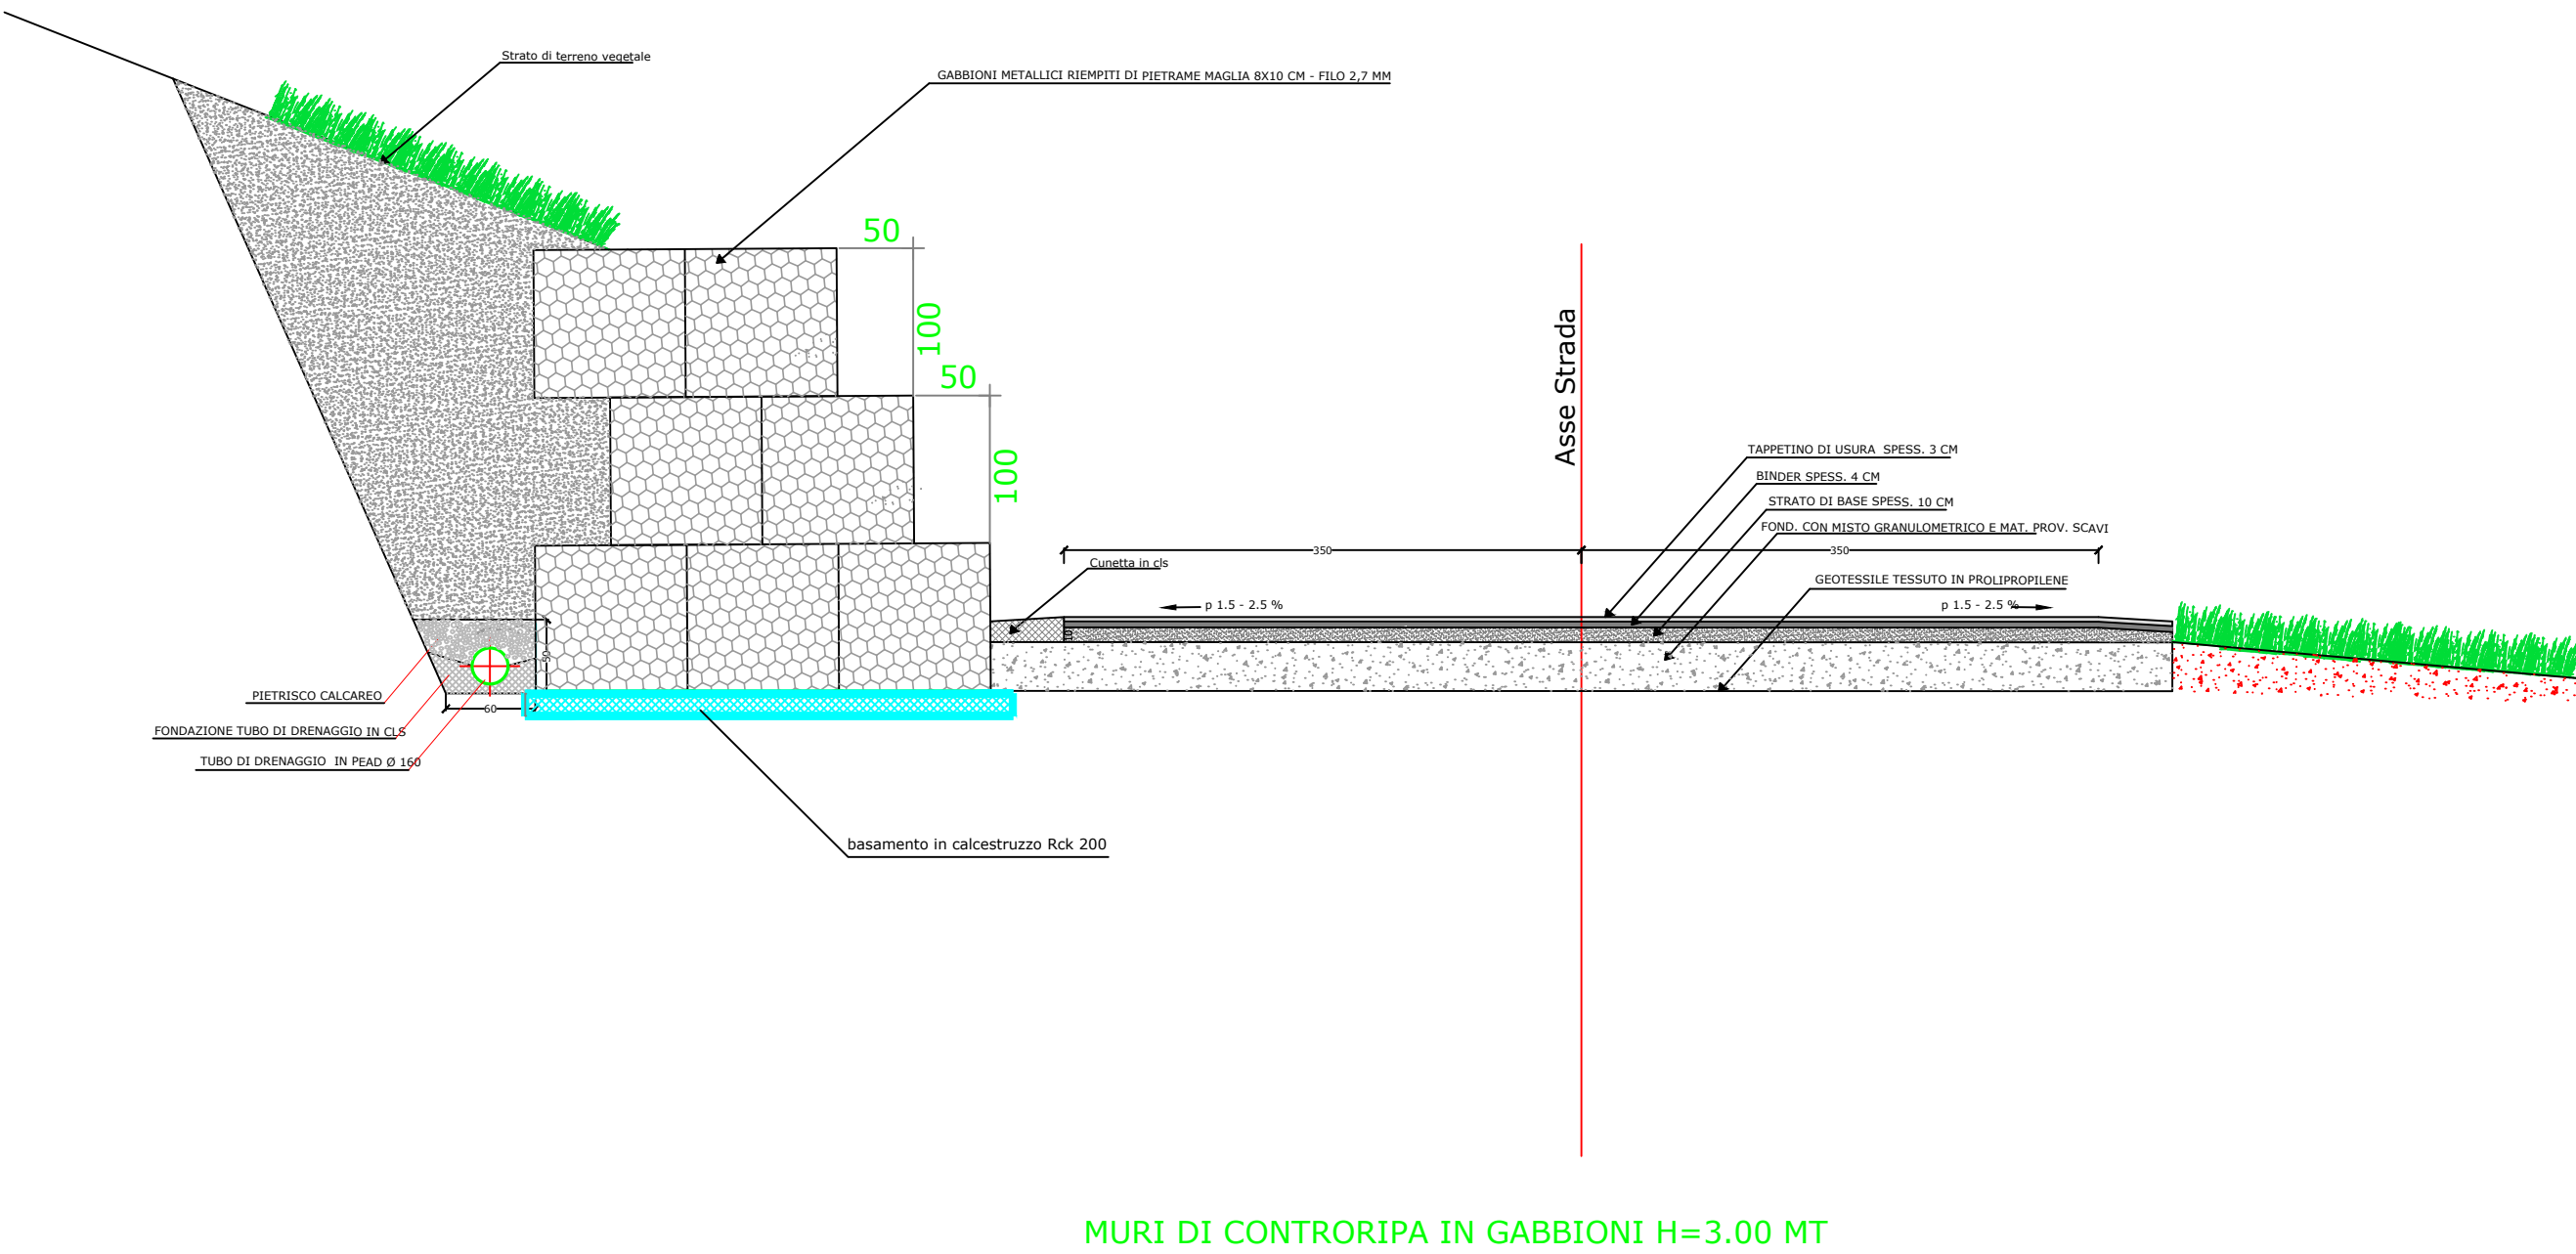 Strato di terreno vegetale
GABBIONI METALLICI RIEMPITI DI PIETRAME MAGLIA 8X10 CM - FILO 2,7 MM
50
100
50
100
Asse Strada
TAPPETINO DI USURA SPESS. 3 CM
BINDER SPESS. 4 CM
STRATO DI BASE SPESS. 10 CM
FOND. CON MISTO GRANULOMETRICO E MAT. PROV. SCAVI
350
350
Cunetta in cls
GEOTESSILE TESSUTO IN PROLIPROPILENE
p 1.5 - 2.5 %
p 1.5 - 2.5 %
10
50
PIETRISCO CALCAREO
60
FONDAZIONE TUBO DI DRENAGGIO IN CLS
TUBO DI DRENAGGIO IN PEAD Ø 160
basamento in calcestruzzo Rck 200
MURI DI CONTRORIPA IN GABBIONI H=3.00 MT